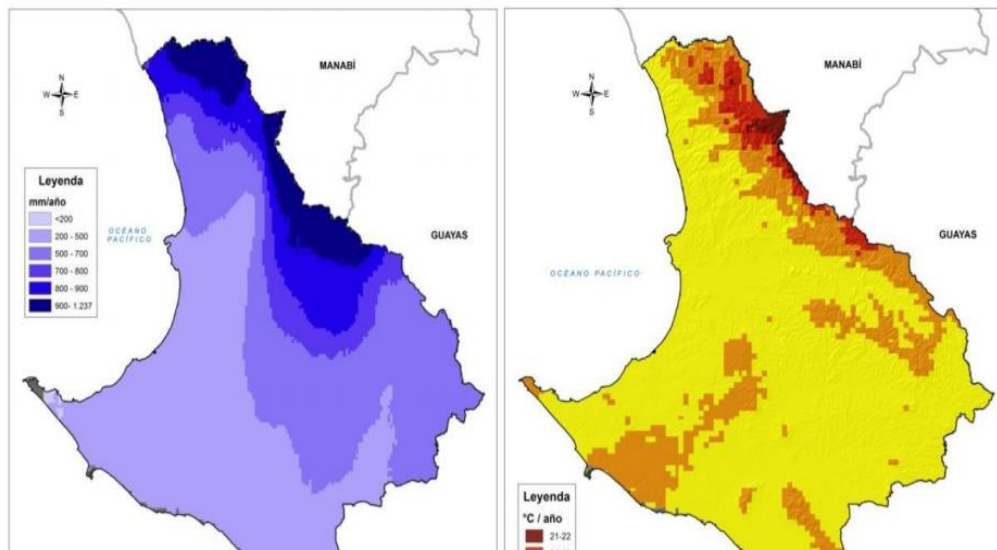 MANABÍ
N
W E
S
Leyenda
mm/año
<200
200 - 500
500 - 700
700 - 800
800 - 900
900- 1.237
OCÉANO
PACÍFICO
GUAYAS
MANABÍ
N
W E
S
GUAYAS
OCÉANO PACÍFICO
Leyenda
°C / año
21-22